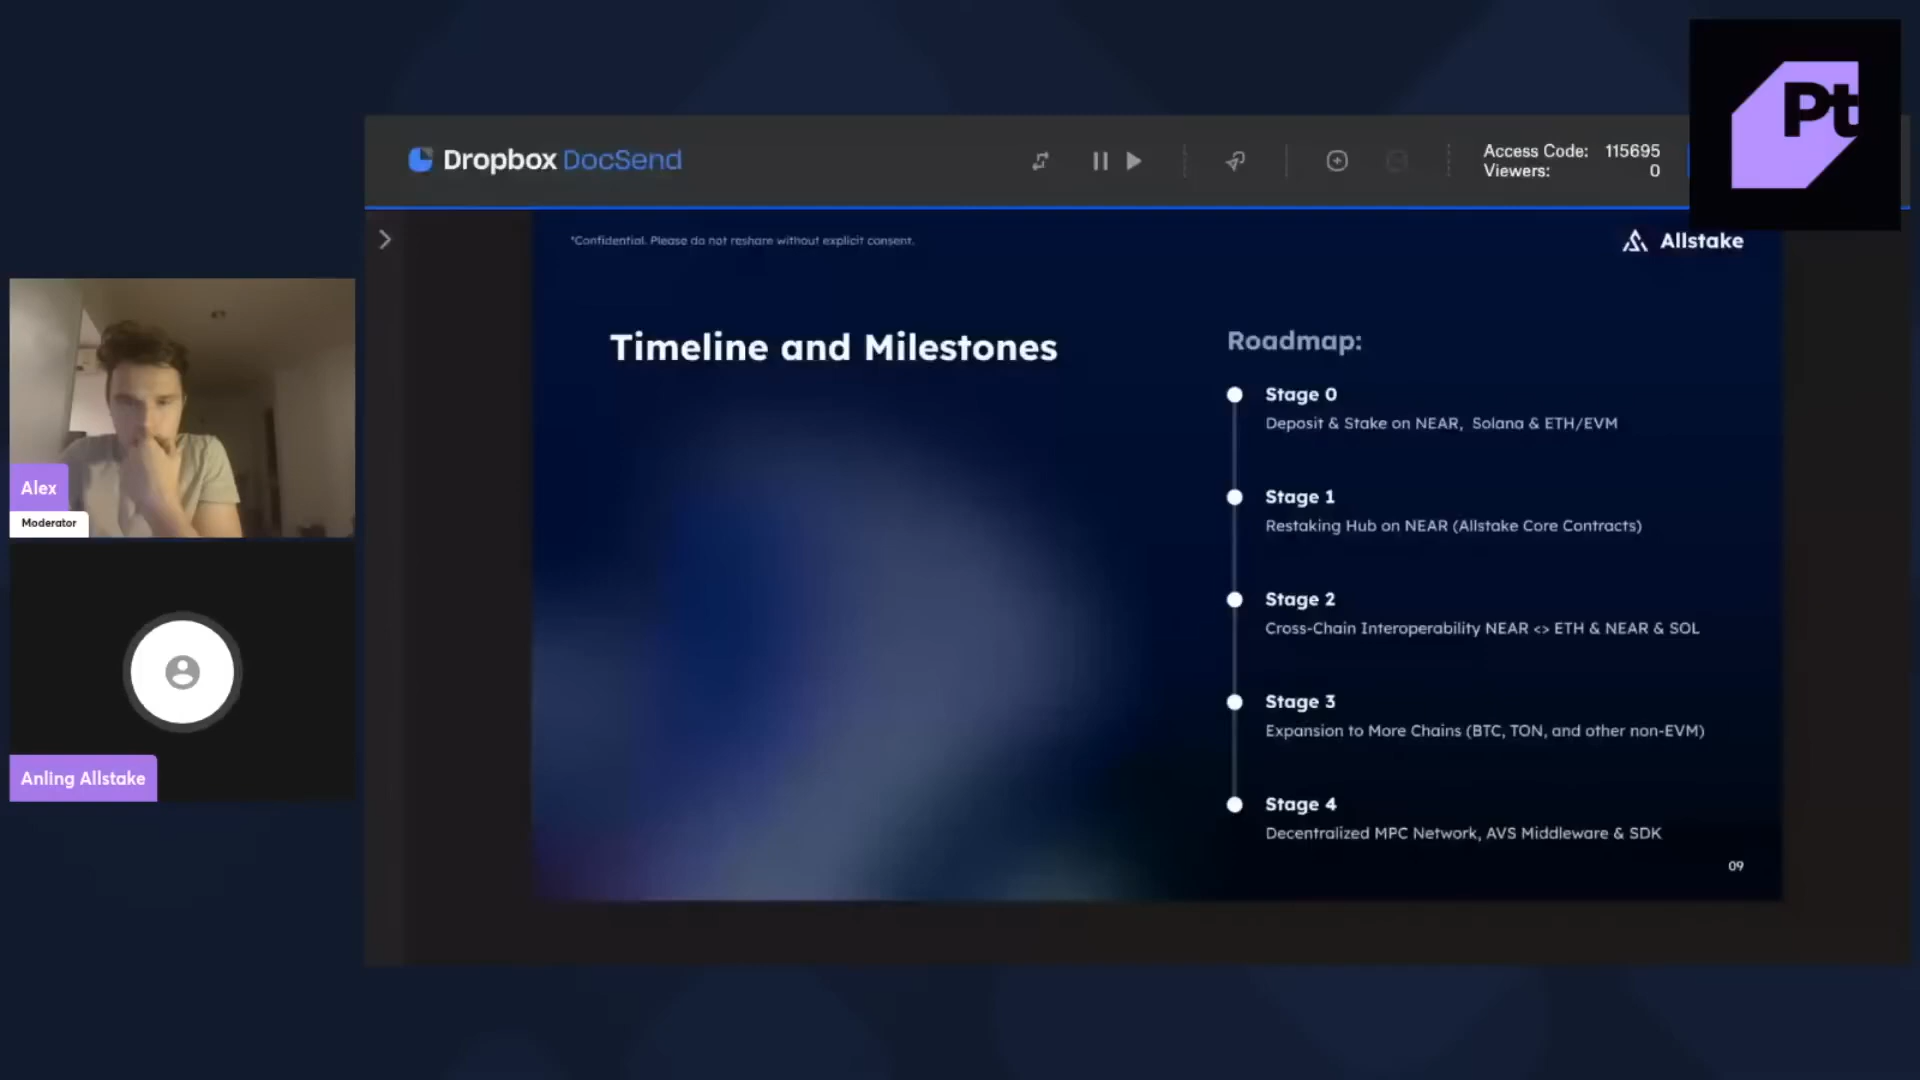 Pt
Dropbox DocSend
Access Code: 115695
Viewers: 0
*Confidential. Please do not reshare without explicit consent.
Allstake
Timeline and Milestones
Roadmap:
Stage 0
Deposit & Stake on NEAR, Solana & ETH/EVM
Stage 1
Restaking Hub on NEAR (Allstake Core Contracts)
Stage 2
Cross-Chain Interoperability NEAR <> ETH & NEAR & SOL
Stage 3
Expansion to More Chains (BTC, TON, and other non-EVM)
Stage 4
Decentralized MPC Network, AVS Middleware & SDK
09
Alex
Moderator
Anling Allstake